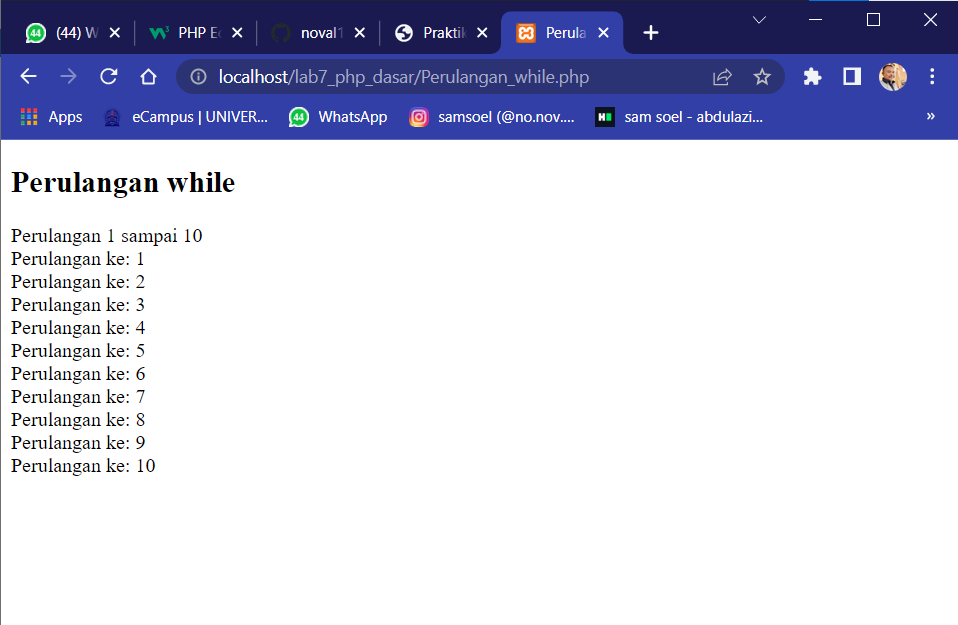 44 (44) W PHP E noval1 Praktik Perula
localhost/lab7_php_dasar/Perulangan_while.php
Apps eCampus | UNIVER... 44 WhatsApp samsoel (@no.nov.... H sam soel - abdulazi... »
Perulangan while
Perulangan 1 sampai 10
Perulangan ke: 1
Perulangan ke: 2
Perulangan ke: 3
Perulangan ke: 4
Perulangan ke: 5
Perulangan ke: 6
Perulangan ke: 7
Perulangan ke: 8
Perulangan ke: 9
Perulangan ke: 10